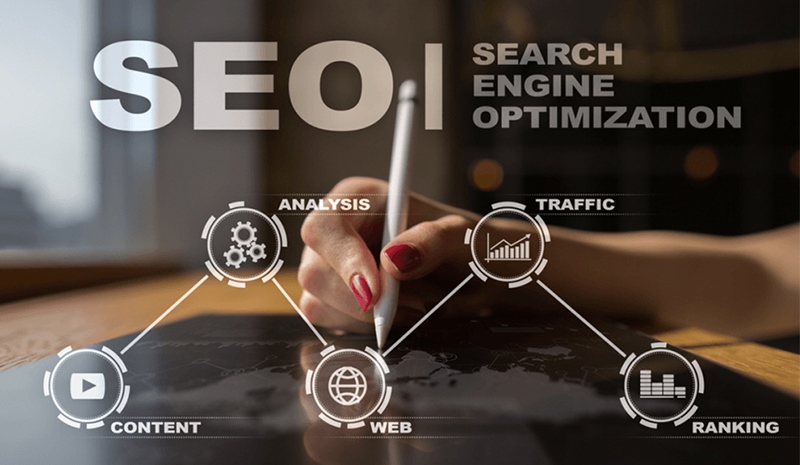 SEO
SEARCH
ENGINE
OPTIMIZATION
ANALYSIS
TRAFFIC
CONTENT
WEB
RANKING